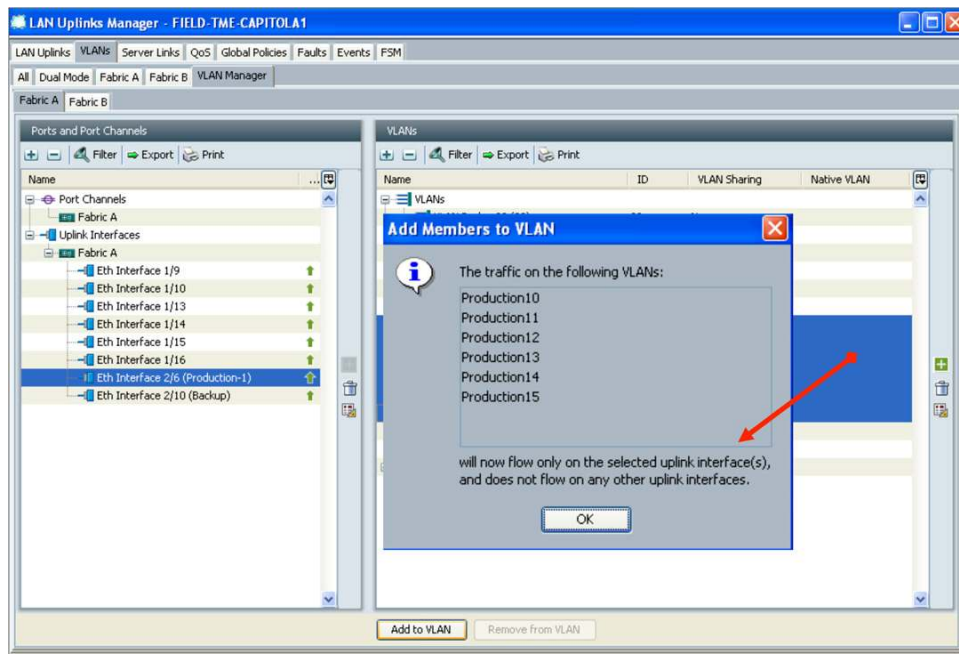 LAN Uplinks Manager - FIELD-TME-CAPITOLA1
LAN Uplinks VLANs Server Links QoS Global Policies Faults Events FSM
All Dual Mode Fabric A Fabric B VLAN Manager
Fabric A Fabric B
Ports and Port Channels
Filter Export Print
Name ...
Port Channels
Fabric A
Uplink Interfaces
Fabric A
Eth Interface 1/9
Eth Interface 1/10
Eth Interface 1/13
Eth Interface 1/14
Eth Interface 1/15
Eth Interface 1/16
Eth Interface 2/6 (Production-1)
Eth Interface 2/10 (Backup)
VLANs
Filter Export Print
Name ID VLAN Sharing Native VLAN
VLANs
Add Members to VLAN
The traffic on the following VLANs:
Production10
Production11
Production12
Production13
Production14
Production15
will now flow only on the selected uplink interface(s),
and does not flow on any other uplink interfaces.
OK
Add to VLAN Remove from VLAN